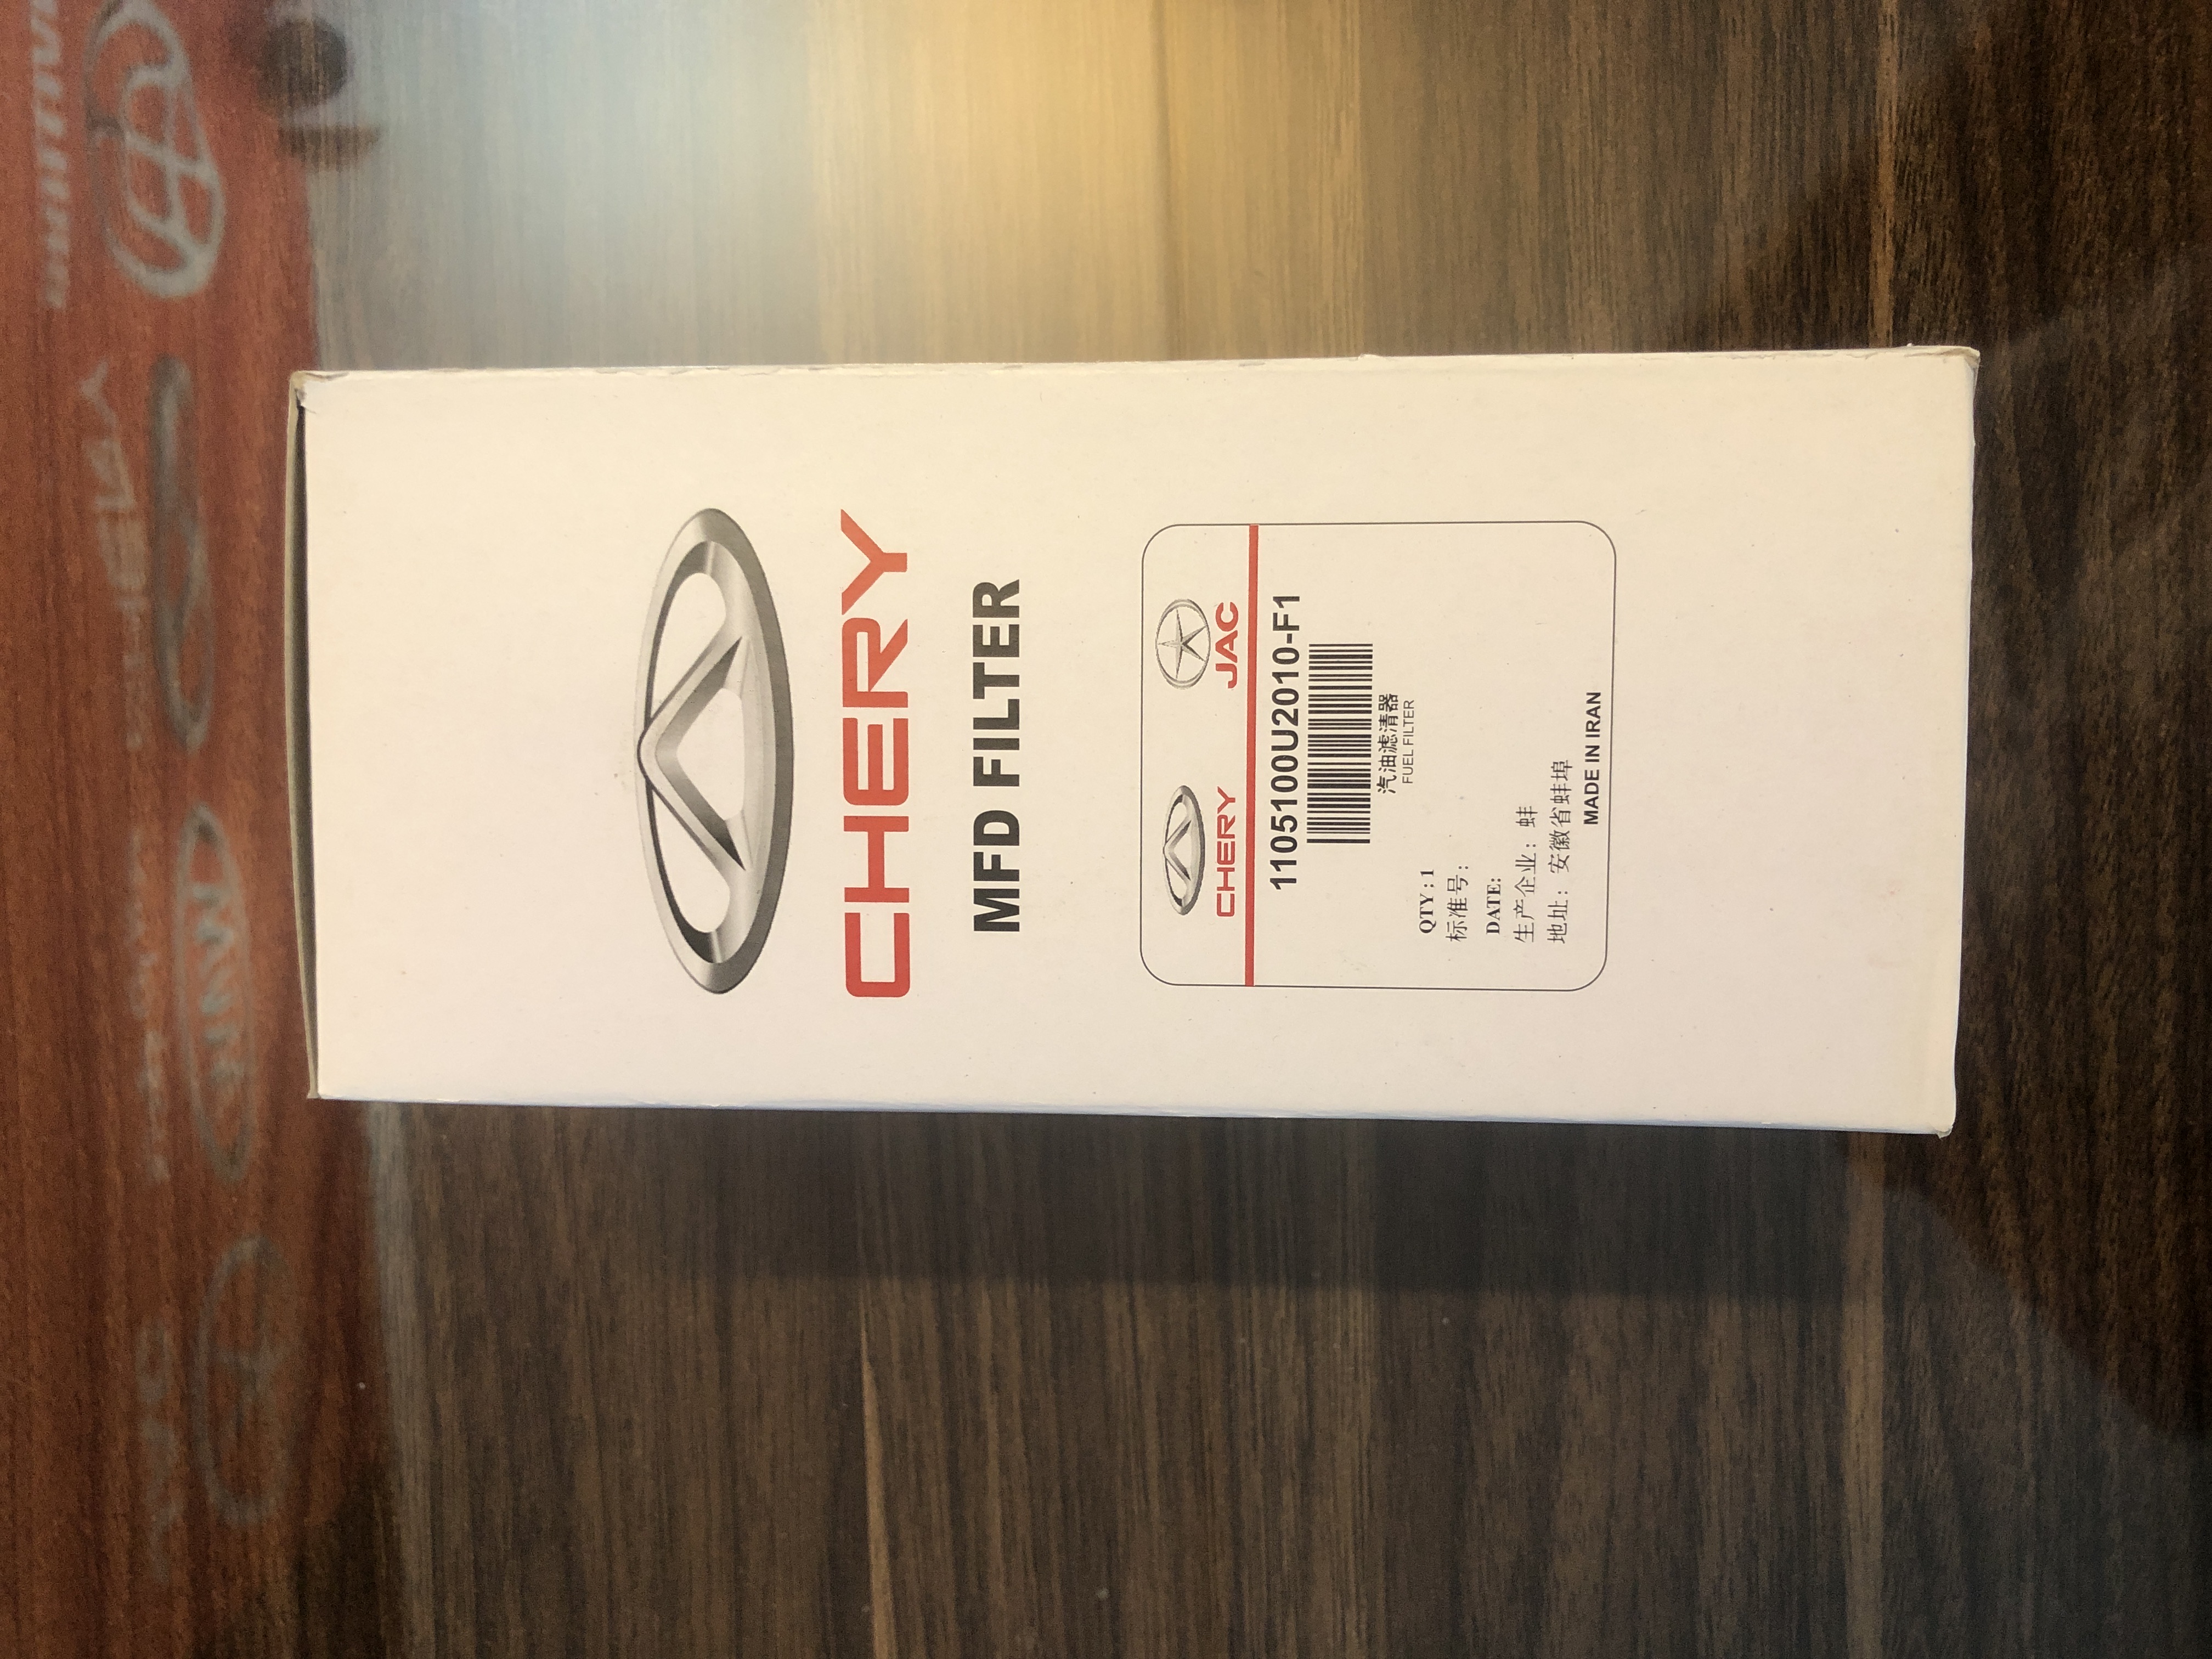 CHERY
MFD FILTER
CHERY
JAC
1105100U2010-F1
汽油滤清器
FUEL FILTER
QTY: 1
标准号:
DATE:
生产企业: 蚌
地址: 安徽省蚌埠
MADE IN IRAN